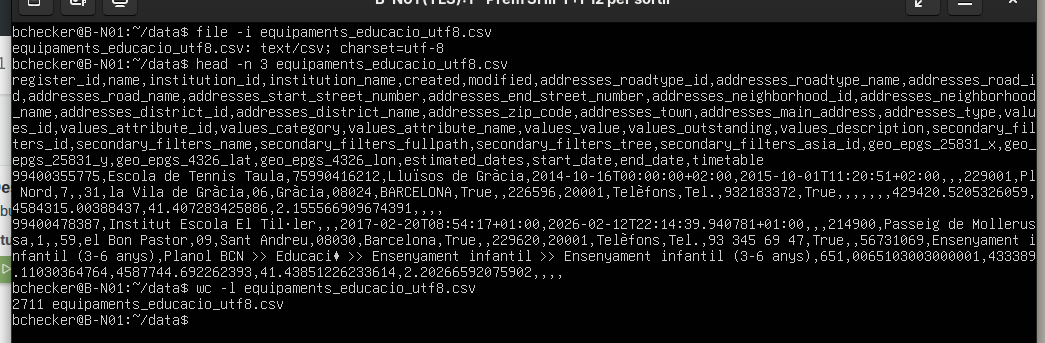 bchecker@B-N01:~/data$ file -i equipaments_educacio_utf8.csv
equipaments_educacio_utf8.csv: text/csv; charset=utf-8
bchecker@B-N01:~/data$ head -n 3 equipaments_educacio_utf8.csv
register_id,name,institution_id,institution_name,created,modified,addresses_roadtype_id,addresses_roadtype_name,addresses_road_i
d,addresses_road_name,addresses_start_street_number,addresses_end_street_number,addresses_neighborhood_id,addresses_neighborhood
_name,addresses_district_id,addresses_district_name,addresses_zip_code,addresses_town,addresses_main_address,addresses_type,valu
es_id,values_attribute_id,values_category,values_attribute_name,values_value,values_outstanding,values_description,secondary_fil
ters_id,secondary_filters_name,secondary_filters_fullpath,secondary_filters_tree,secondary_filters_asia_id,geo_epgs_25831_x,geo_
epgs_25831_y,geo_epgs_4326_lat,geo_epgs_4326_lon,estimated_dates,start_date,end_date,timetable
99400355775,Escola de Tennis Taula,75990416212,Lluïsos de Gràcia,2014-10-16T00:00:00+02:00,2015-10-01T11:20:51+02:00,,,229001,Pl
 Nord,7,,31,la Vila de Gràcia,06,Gràcia,08024,BARCELONA,True,,226596,20001,Telèfons,Tel.,932183372,True,,,,,,,429420.5205326059,
4584315.00388437,41.407283425886,2.155566909674391,,,,
99400478387,Institut Escola El Til·ler,,,2017-02-20T08:54:17+01:00,2026-02-12T22:14:39.940781+01:00,,,214900,Passeig de Mollerus
sa,1,,59,el Bon Pastor,09,Sant Andreu,08030,Barcelona,True,,229620,20001,Telèfons,Tel.,93 345 69 47,True,,56731069,Ensenyament i
nfantil (3-6 anys),Planol BCN >> Educaci♦ >> Ensenyament infantil >> Ensenyament infantil (3-6 anys),651,0065103003000001,433389
.11030364764,4587744.692262393,41.43851226233614,2.20266592075902,,,,
bchecker@B-N01:~/data$ wc -l equipaments_educacio_utf8.csv
2711 equipaments_educacio_utf8.csv
bchecker@B-N01:~/data$